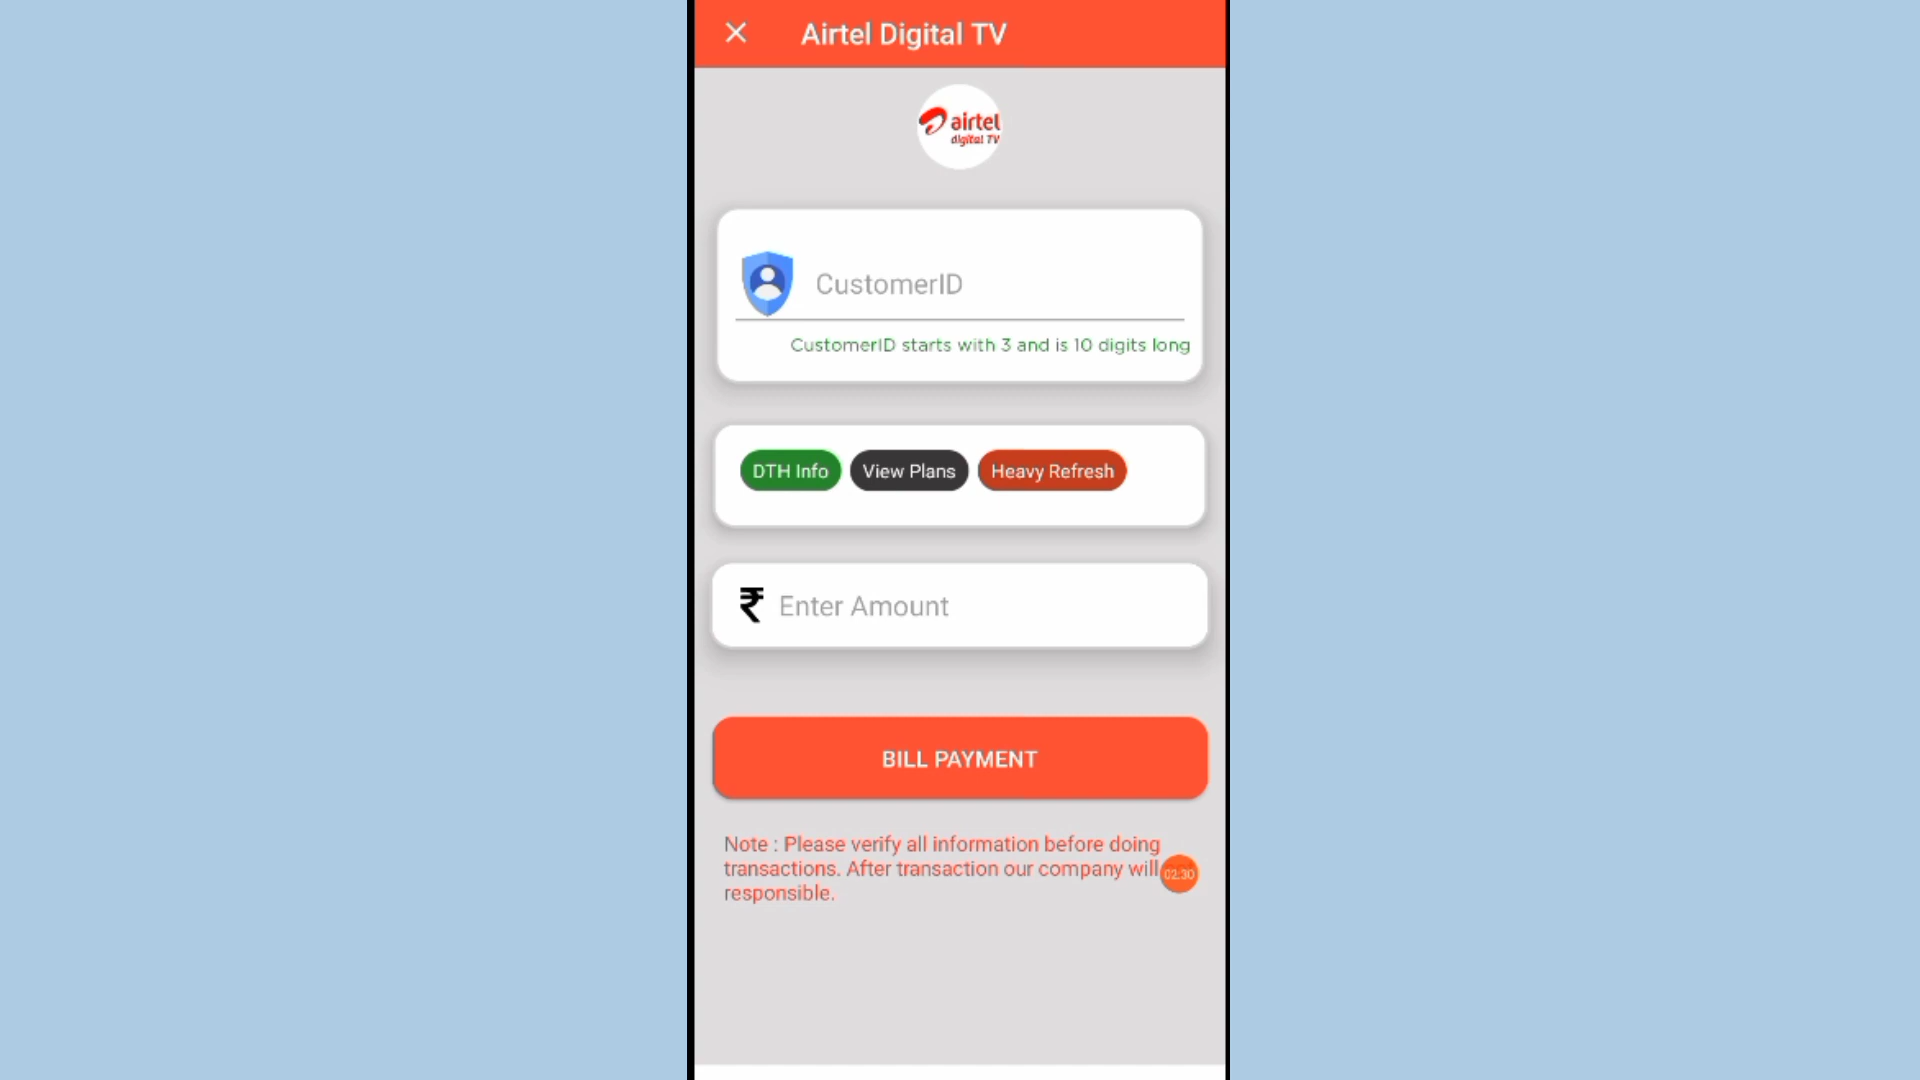 Airtel Digital TV
airtel
digital TV
CustomerID
CustomerID starts with 3 and is 10 digits long
DTH Info
View Plans
Heavy Refresh
₹ Enter Amount
BILL PAYMENT
Note : Please verify all information before doing
transactions. After transaction our company will
02:30
responsible.